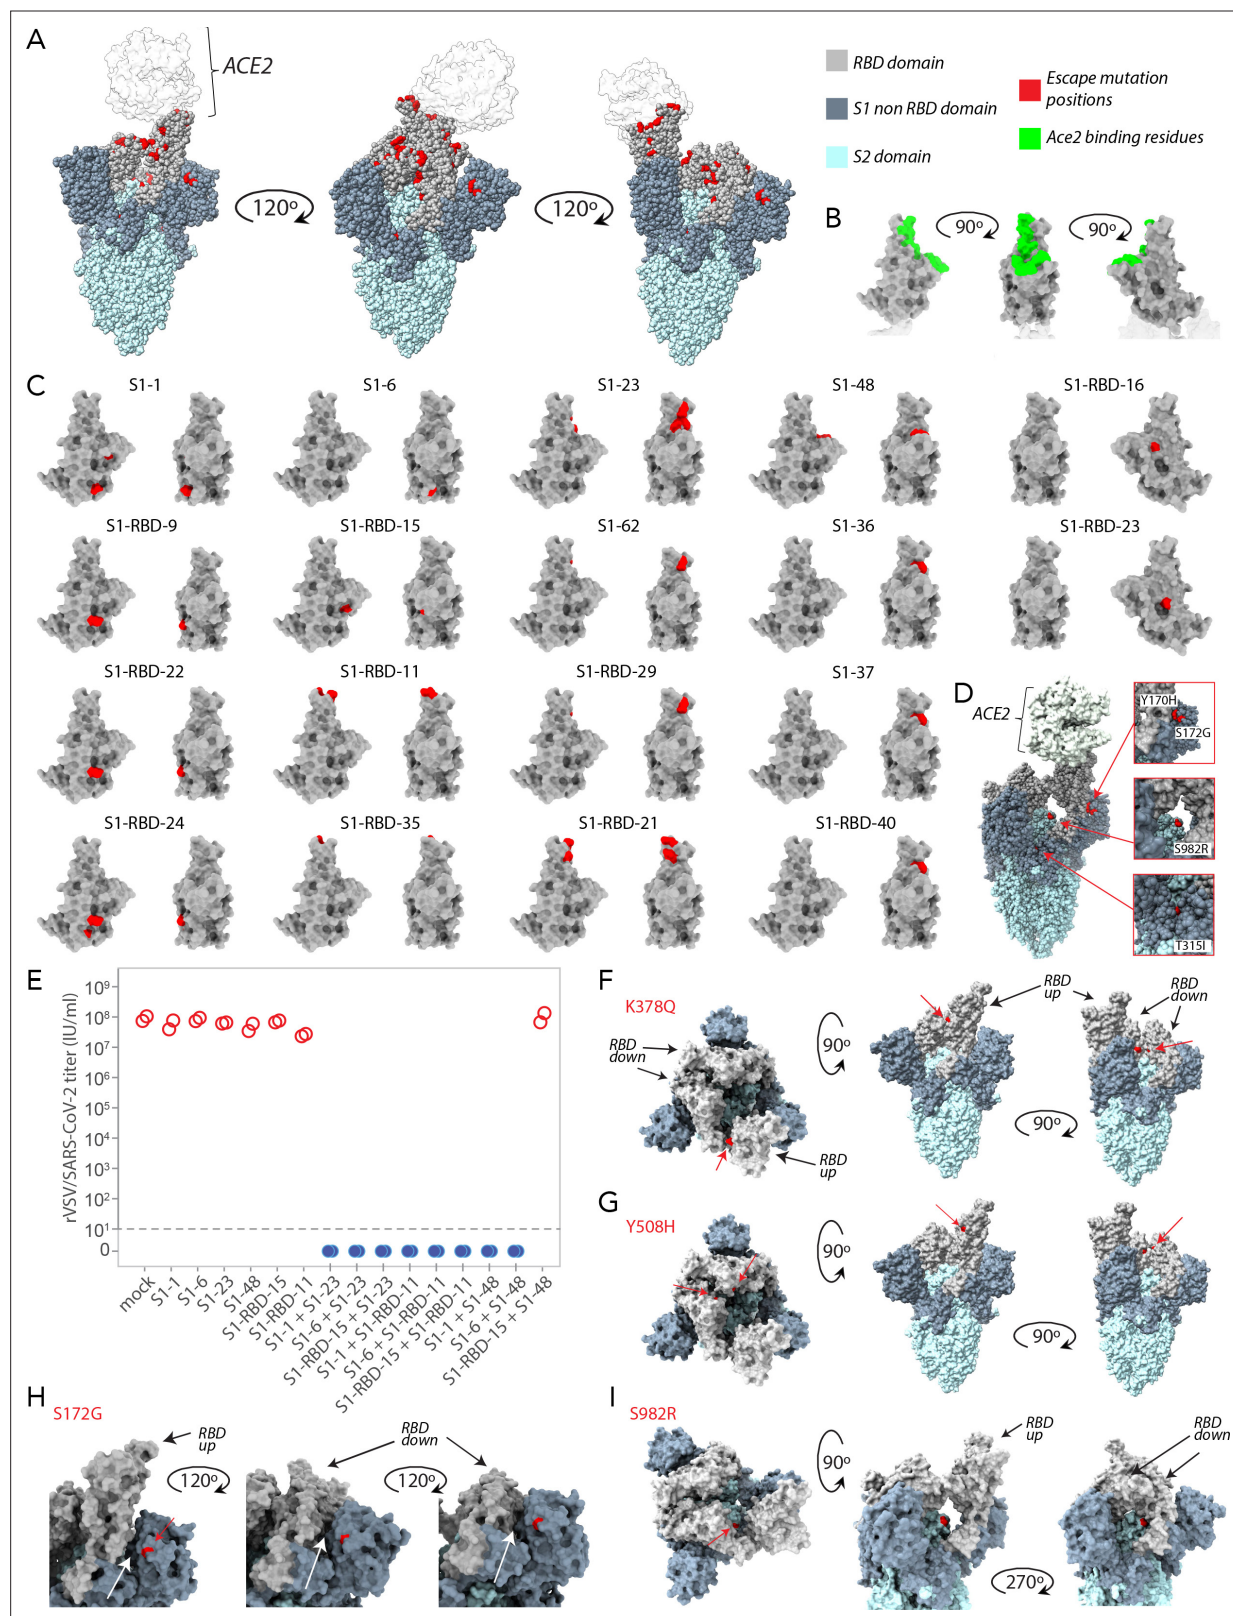 A
ACE2
120°
120°
RBD domain
S1 non RBD domain
S2 domain
Escape mutation
positions
Ace2 binding residues
B
90°
90°
C
S1-1
S1-6
S1-23
S1-48
S1-RBD-16
S1-RBD-9
S1-RBD-15
S1-62
S1-36
S1-RBD-23
S1-RBD-22
S1-RBD-11
S1-RBD-29
S1-37
S1-RBD-24
S1-RBD-35
S1-RBD-21
S1-RBD-40
D
ACE2
Y170H
S172G
S982R
T315I
E
rVSV/SARS-CoV-2 titer (IU/ml)
10⁹
10⁸
10⁷
10⁶
10⁵
10⁴
10³
10²
10¹
0
mock
S1-1
S1-6
S1-23
S1-48
S1-RBD-15
S1-RBD-11
S1-1 + S1-23
S1-6 + S1-23
S1-RBD-15 + S1-23
S1-1 + S1-RBD-11
S1-6 + S1-RBD-11
S1-RBD-15 + S1-RBD-11
S1-1 + S1-48
S1-6 + S1-48
S1-RBD-15 + S1-48
F
K378Q
RBD
down
RBD
up
90°
RBD
up
RBD
down
90°
G
Y508H
90°
90°
H
S172G
RBD
up
120°
RBD
down
120°
I
S982R
90°
RBD
up
RBD
down
270°